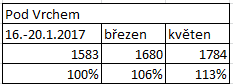 Pod Vrchem
16.-20.1.2017 březen květen
1583 1680 1784
100% 106% 113%